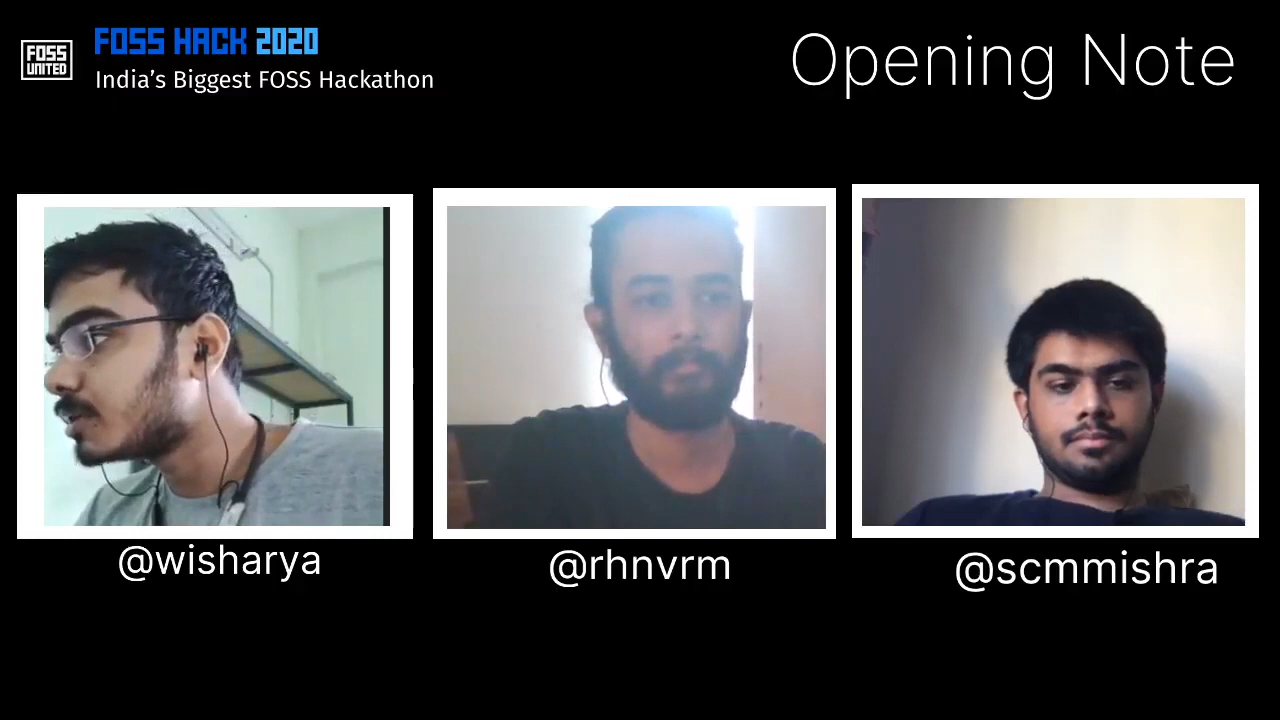 FOSS
UNITED
FOSS HACK 2020
India's Biggest FOSS Hackathon
Opening Note
@wisharya
@rhnvrm
@scmmishra